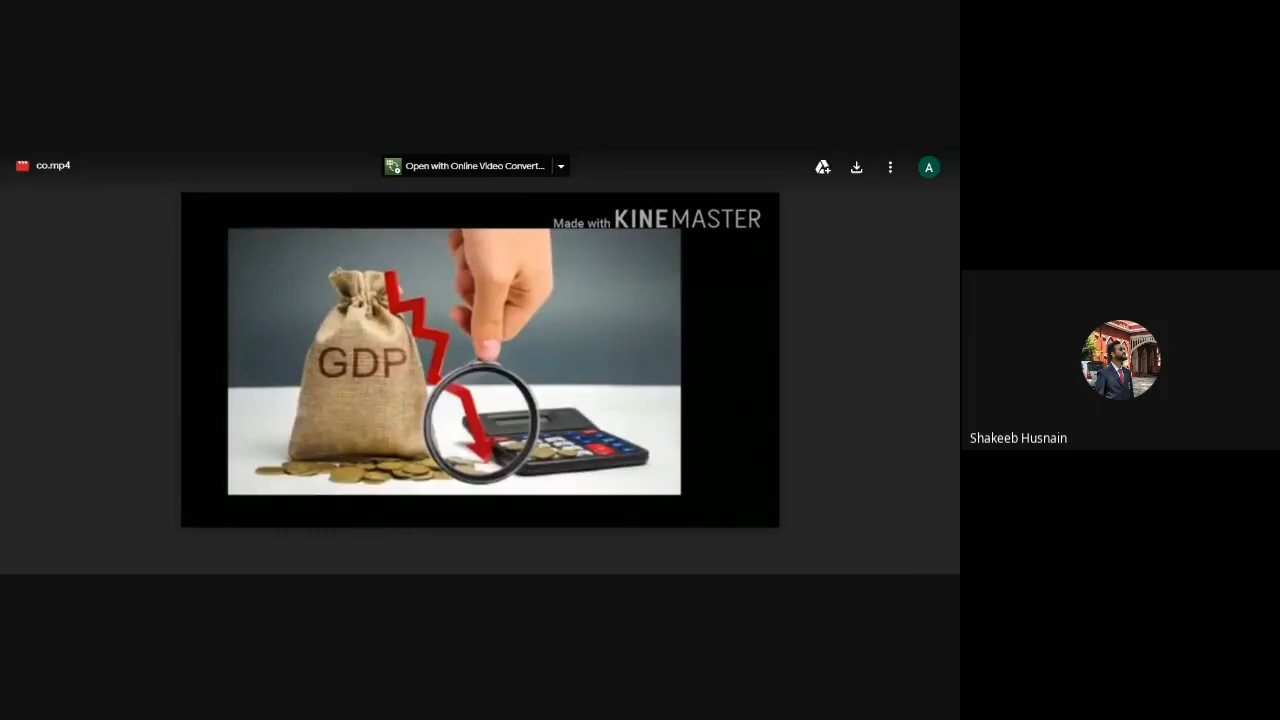 co.mp4
Open with Online Video Convert...
A
Made with KINEMASTER
GDP
Shakeeb Husnain